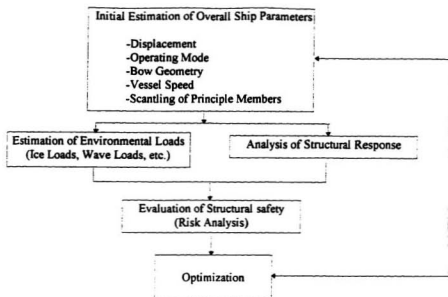 Initial Estimation of Overall Ship Parameters
-Displacement
-Operating Mode
-Bow Geometry
-Vessel Speed
-Scantling of Principle Members
Estimation of Environmental Loads
(Ice Loads, Wave Loads, etc.)
Analysis of Structural Response
Evaluation of Structural safety
(Risk Analysis)
Optimization